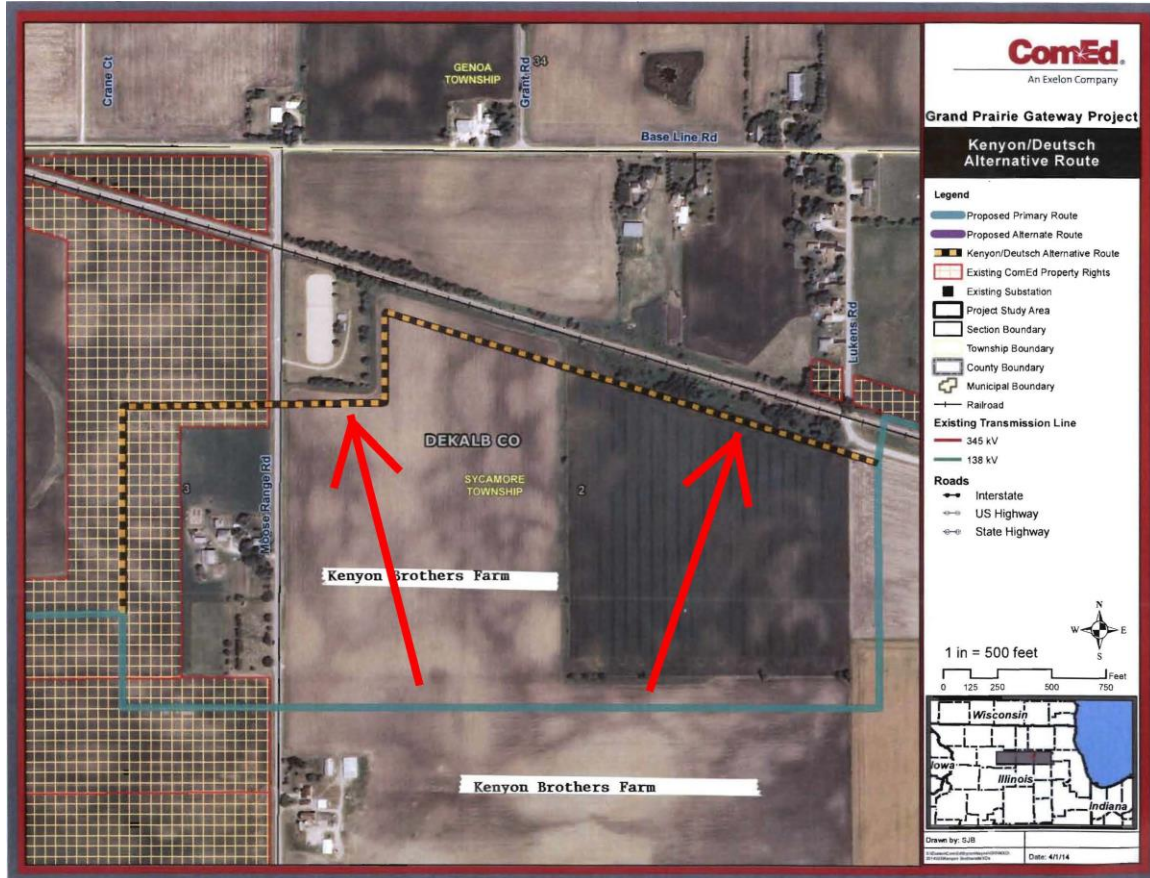 Crane Ct
GENOA
TOWNSHIP
34
Grant Rd
Base Line Rd
Lukens Rd
DEKALB CO
SYCAMORE
TOWNSHIP
2
3
Moose Range Rd
Kenyon Brothers Farm
Kenyon Brothers Farm
ComEd®
An Exelon Company
Grand Prairie Gateway Project
Kenyon/Deutsch
Alternative Route
Legend
Proposed Primary Route
Proposed Alternate Route
Kenyon/Deutsch Alternative Route
Existing ComEd Property Rights
Existing Substation
Project Study Area
Section Boundary
Township Boundary
County Boundary
Municipal Boundary
Railroad
Existing Transmission Line
345 kV
138 kV
Roads
Interstate
US Highway
State Highway
N
W E
S
1 in = 500 feet
Feet
0 125 250 500 750
Wisconsin
Iowa
Illinois
Indiana
Drawn by: SJB
Date: 4/1/14